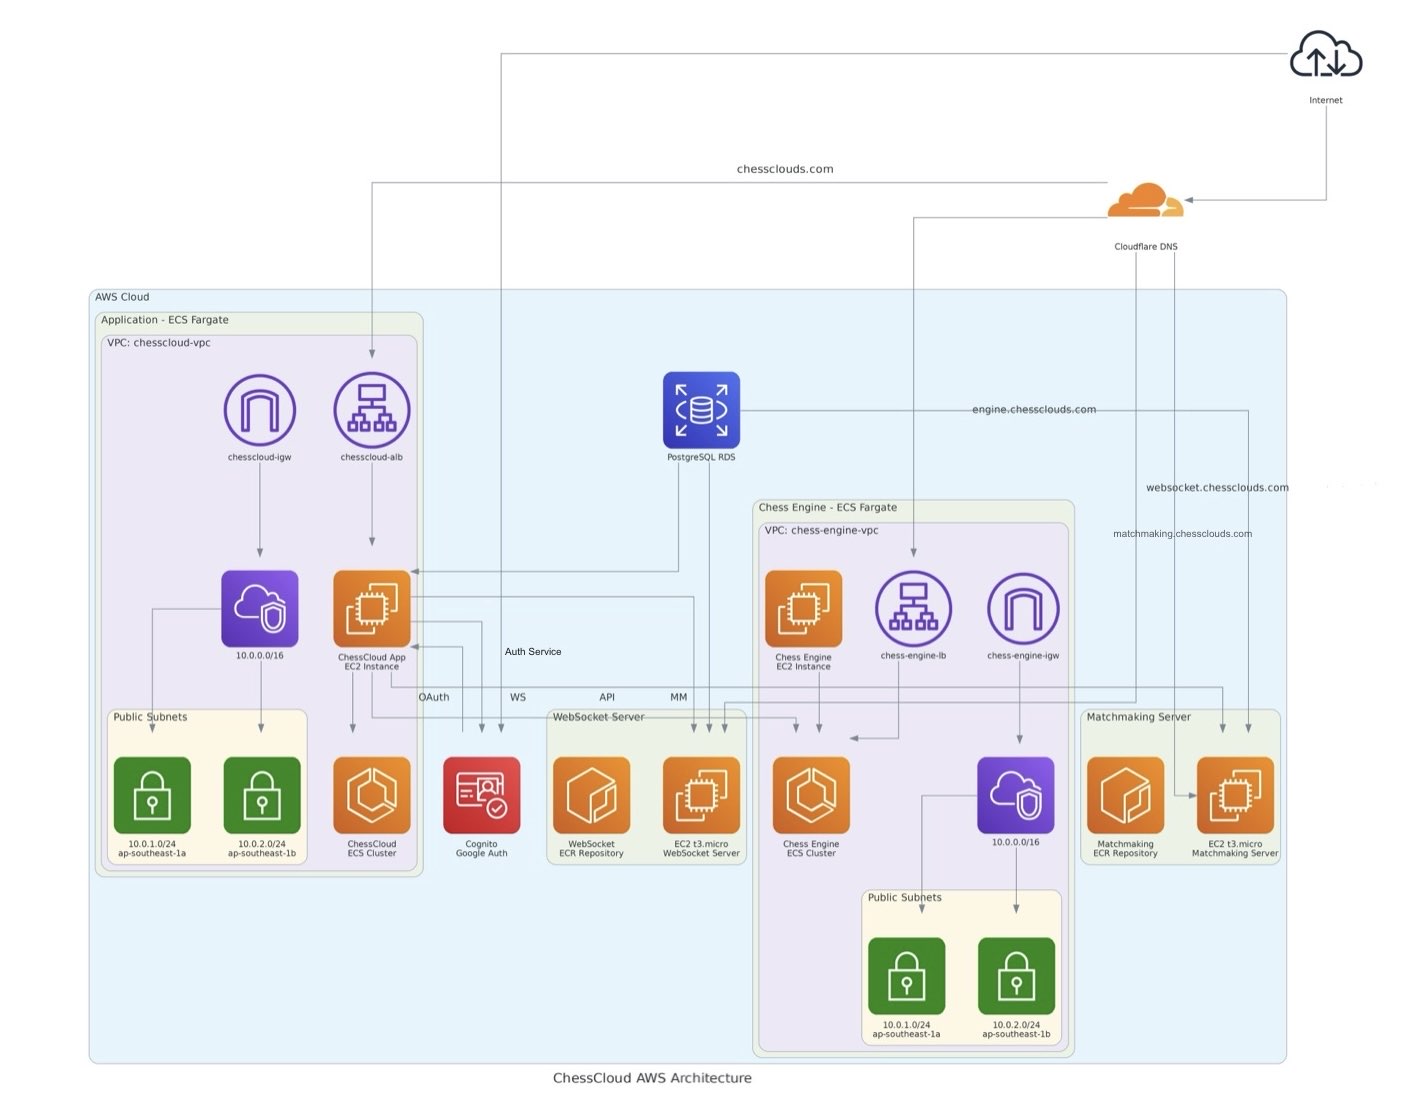 Internet
chessclouds.com
Cloudflare DNS
AWS Cloud
Application - ECS Fargate
VPC: chesscloud-vpc
chesscloud-igw
chesscloud-alb
PostgreSQL RDS
engine.chessclouds.com
websocket.chessclouds.com
matchmaking.chessclouds.com
Chess Engine - ECS Fargate
VPC: chess-engine-vpc
10.0.0.0/16
ChessCloud App
EC2 Instance
Auth Service
Chess Engine
EC2 Instance
chess-engine-lb
chess-engine-igw
OAuth
WS
API
MM
Public Subnets
WebSocket Server
Matchmaking Server
10.0.1.0/24
ap-southeast-1a
10.0.2.0/24
ap-southeast-1b
ChessCloud
ECS Cluster
Cognito
Google Auth
WebSocket
ECR Repository
EC2 t3.micro
WebSocket Server
Chess Engine
ECS Cluster
10.0.0.0/16
Matchmaking
ECR Repository
EC2 t3.micro
Matchmaking Server
Public Subnets
10.0.1.0/24
ap-southeast-1a
10.0.2.0/24
ap-southeast-1b
ChessCloud AWS Architecture